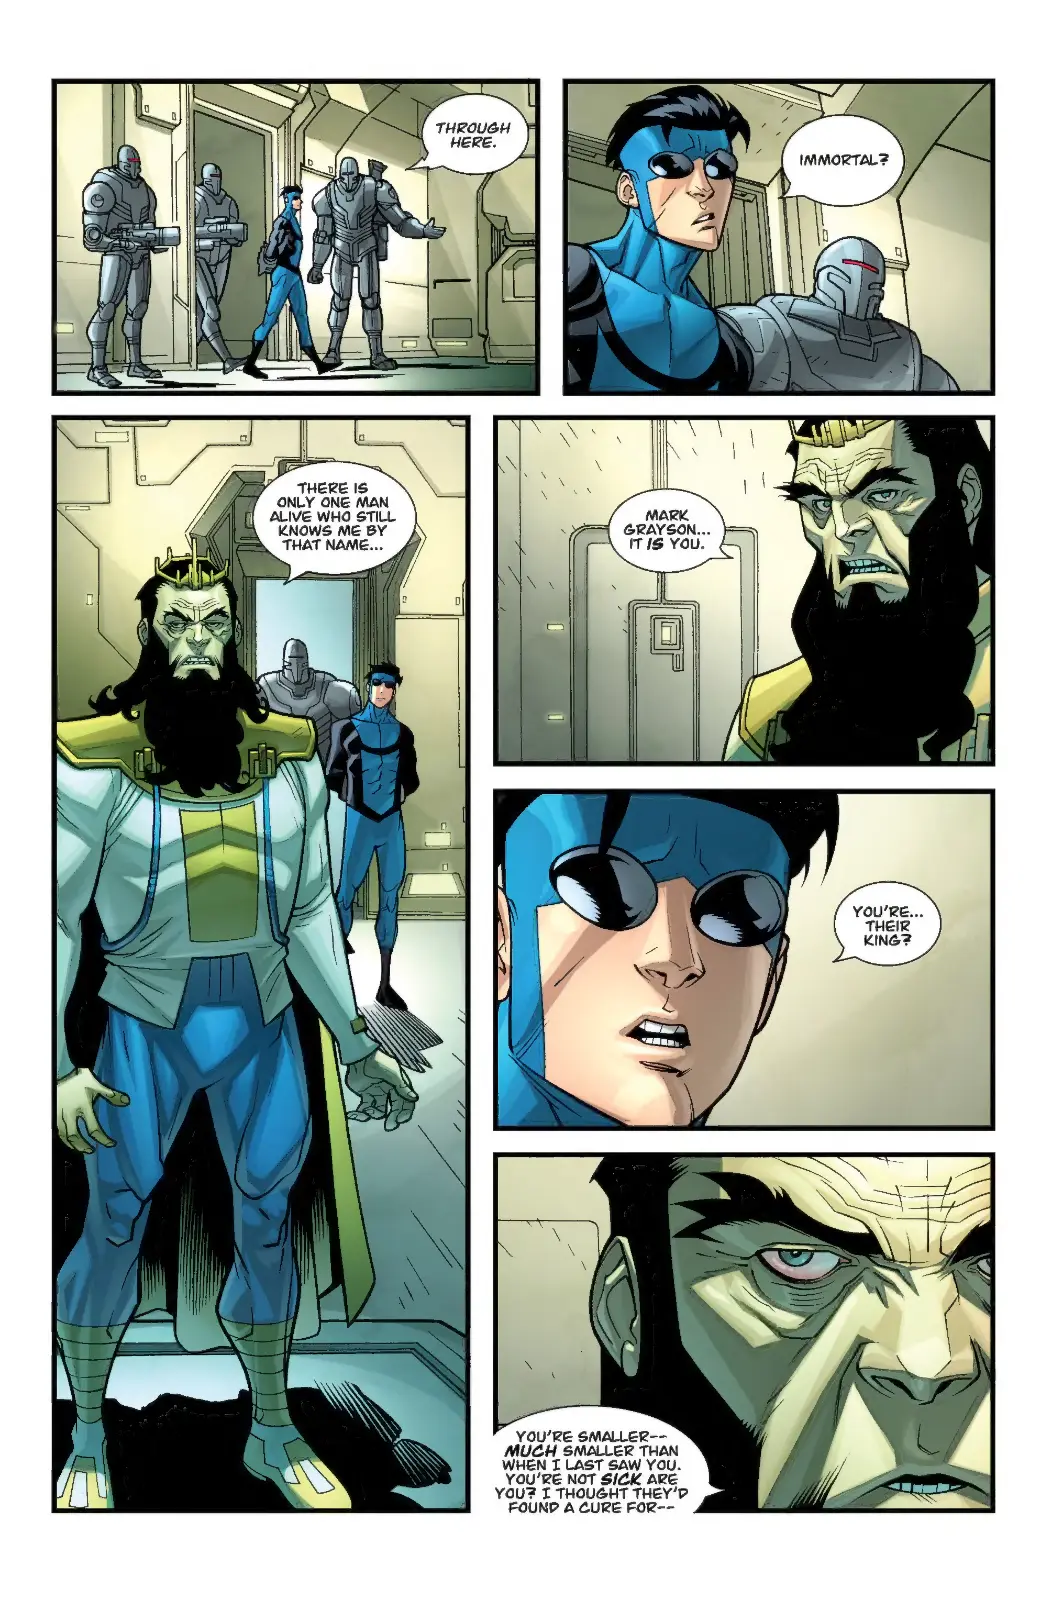 THROUGH
HERE.
IMMORTAL?
THERE IS
ONLY ONE MAN
ALIVE WHO STILL
KNOWS ME BY
THAT NAME...
MARK
GRAYSON...
IT IS YOU.
YOU'RE...
THEIR
KING?
YOU'RE SMALLER--
MUCH SMALLER THAN
WHEN I LAST SAW YOU.
YOU'RE NOT SICK ARE
YOU? I THOUGHT THEY'D
FOUND A CURE FOR--